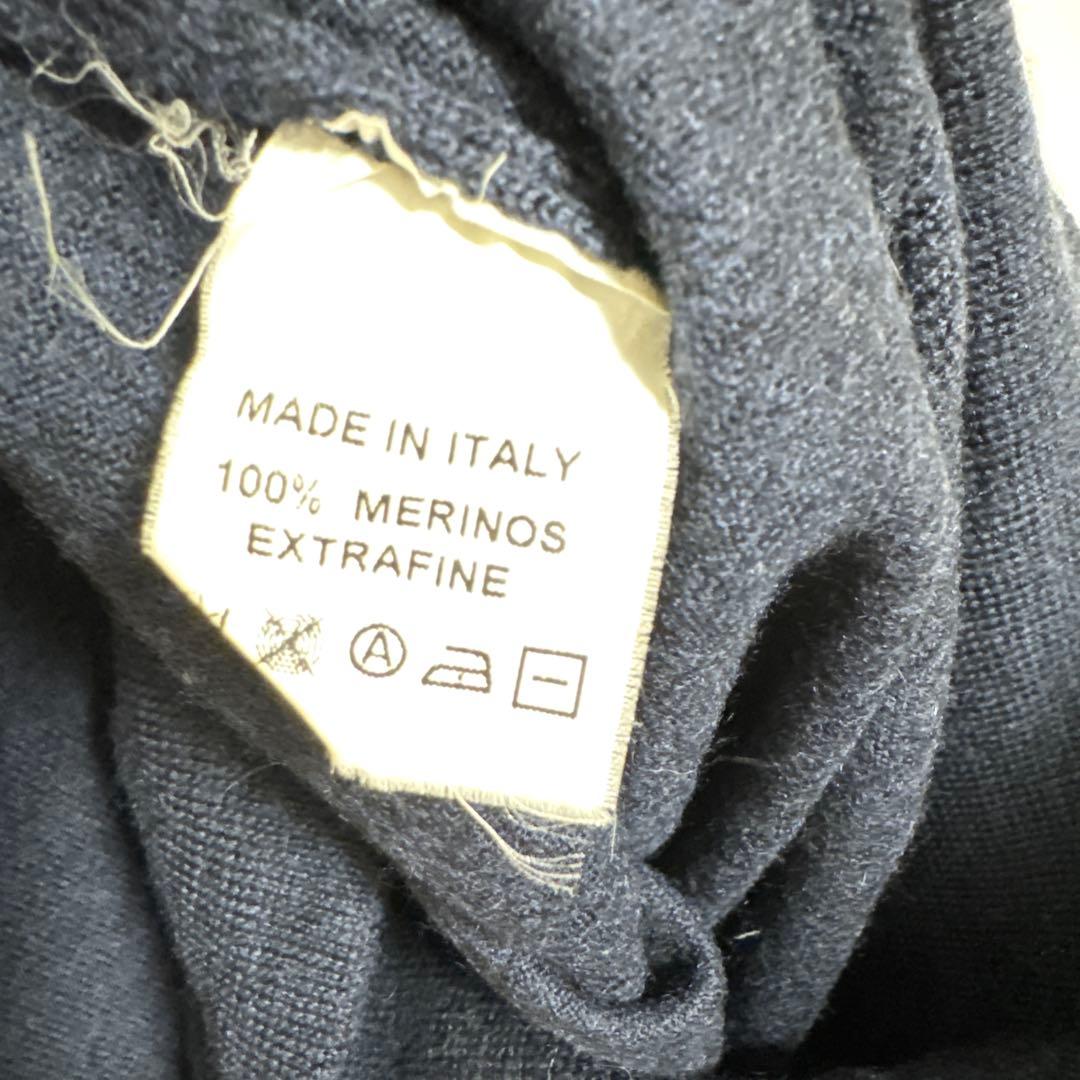 MADE IN ITALY
100% MERINOS
EXTRAFINE
A